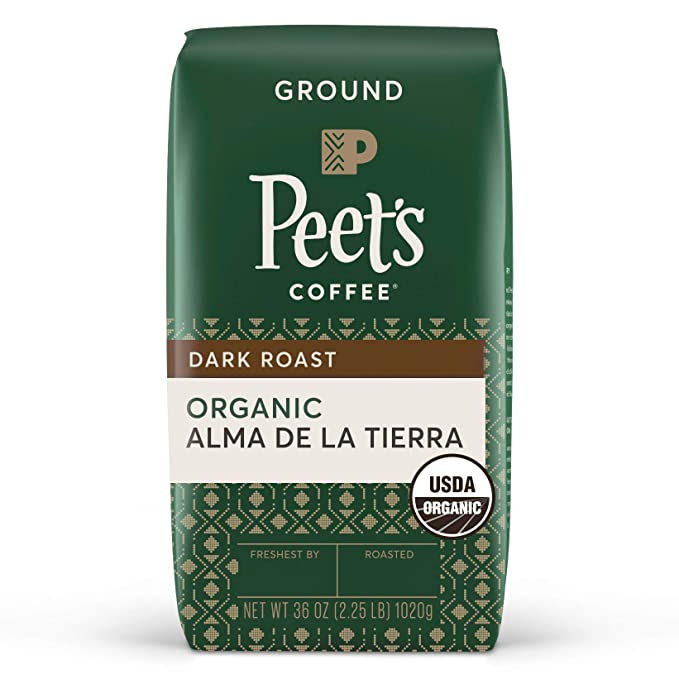 GROUND
P
Peet's
COFFEE®
DARK ROAST
ORGANIC
ALMA DE LA TIERRA
USDA
ORGANIC
FRESHEST BY
ROASTED
NET WT 36 OZ (2.25 LB) 1020g